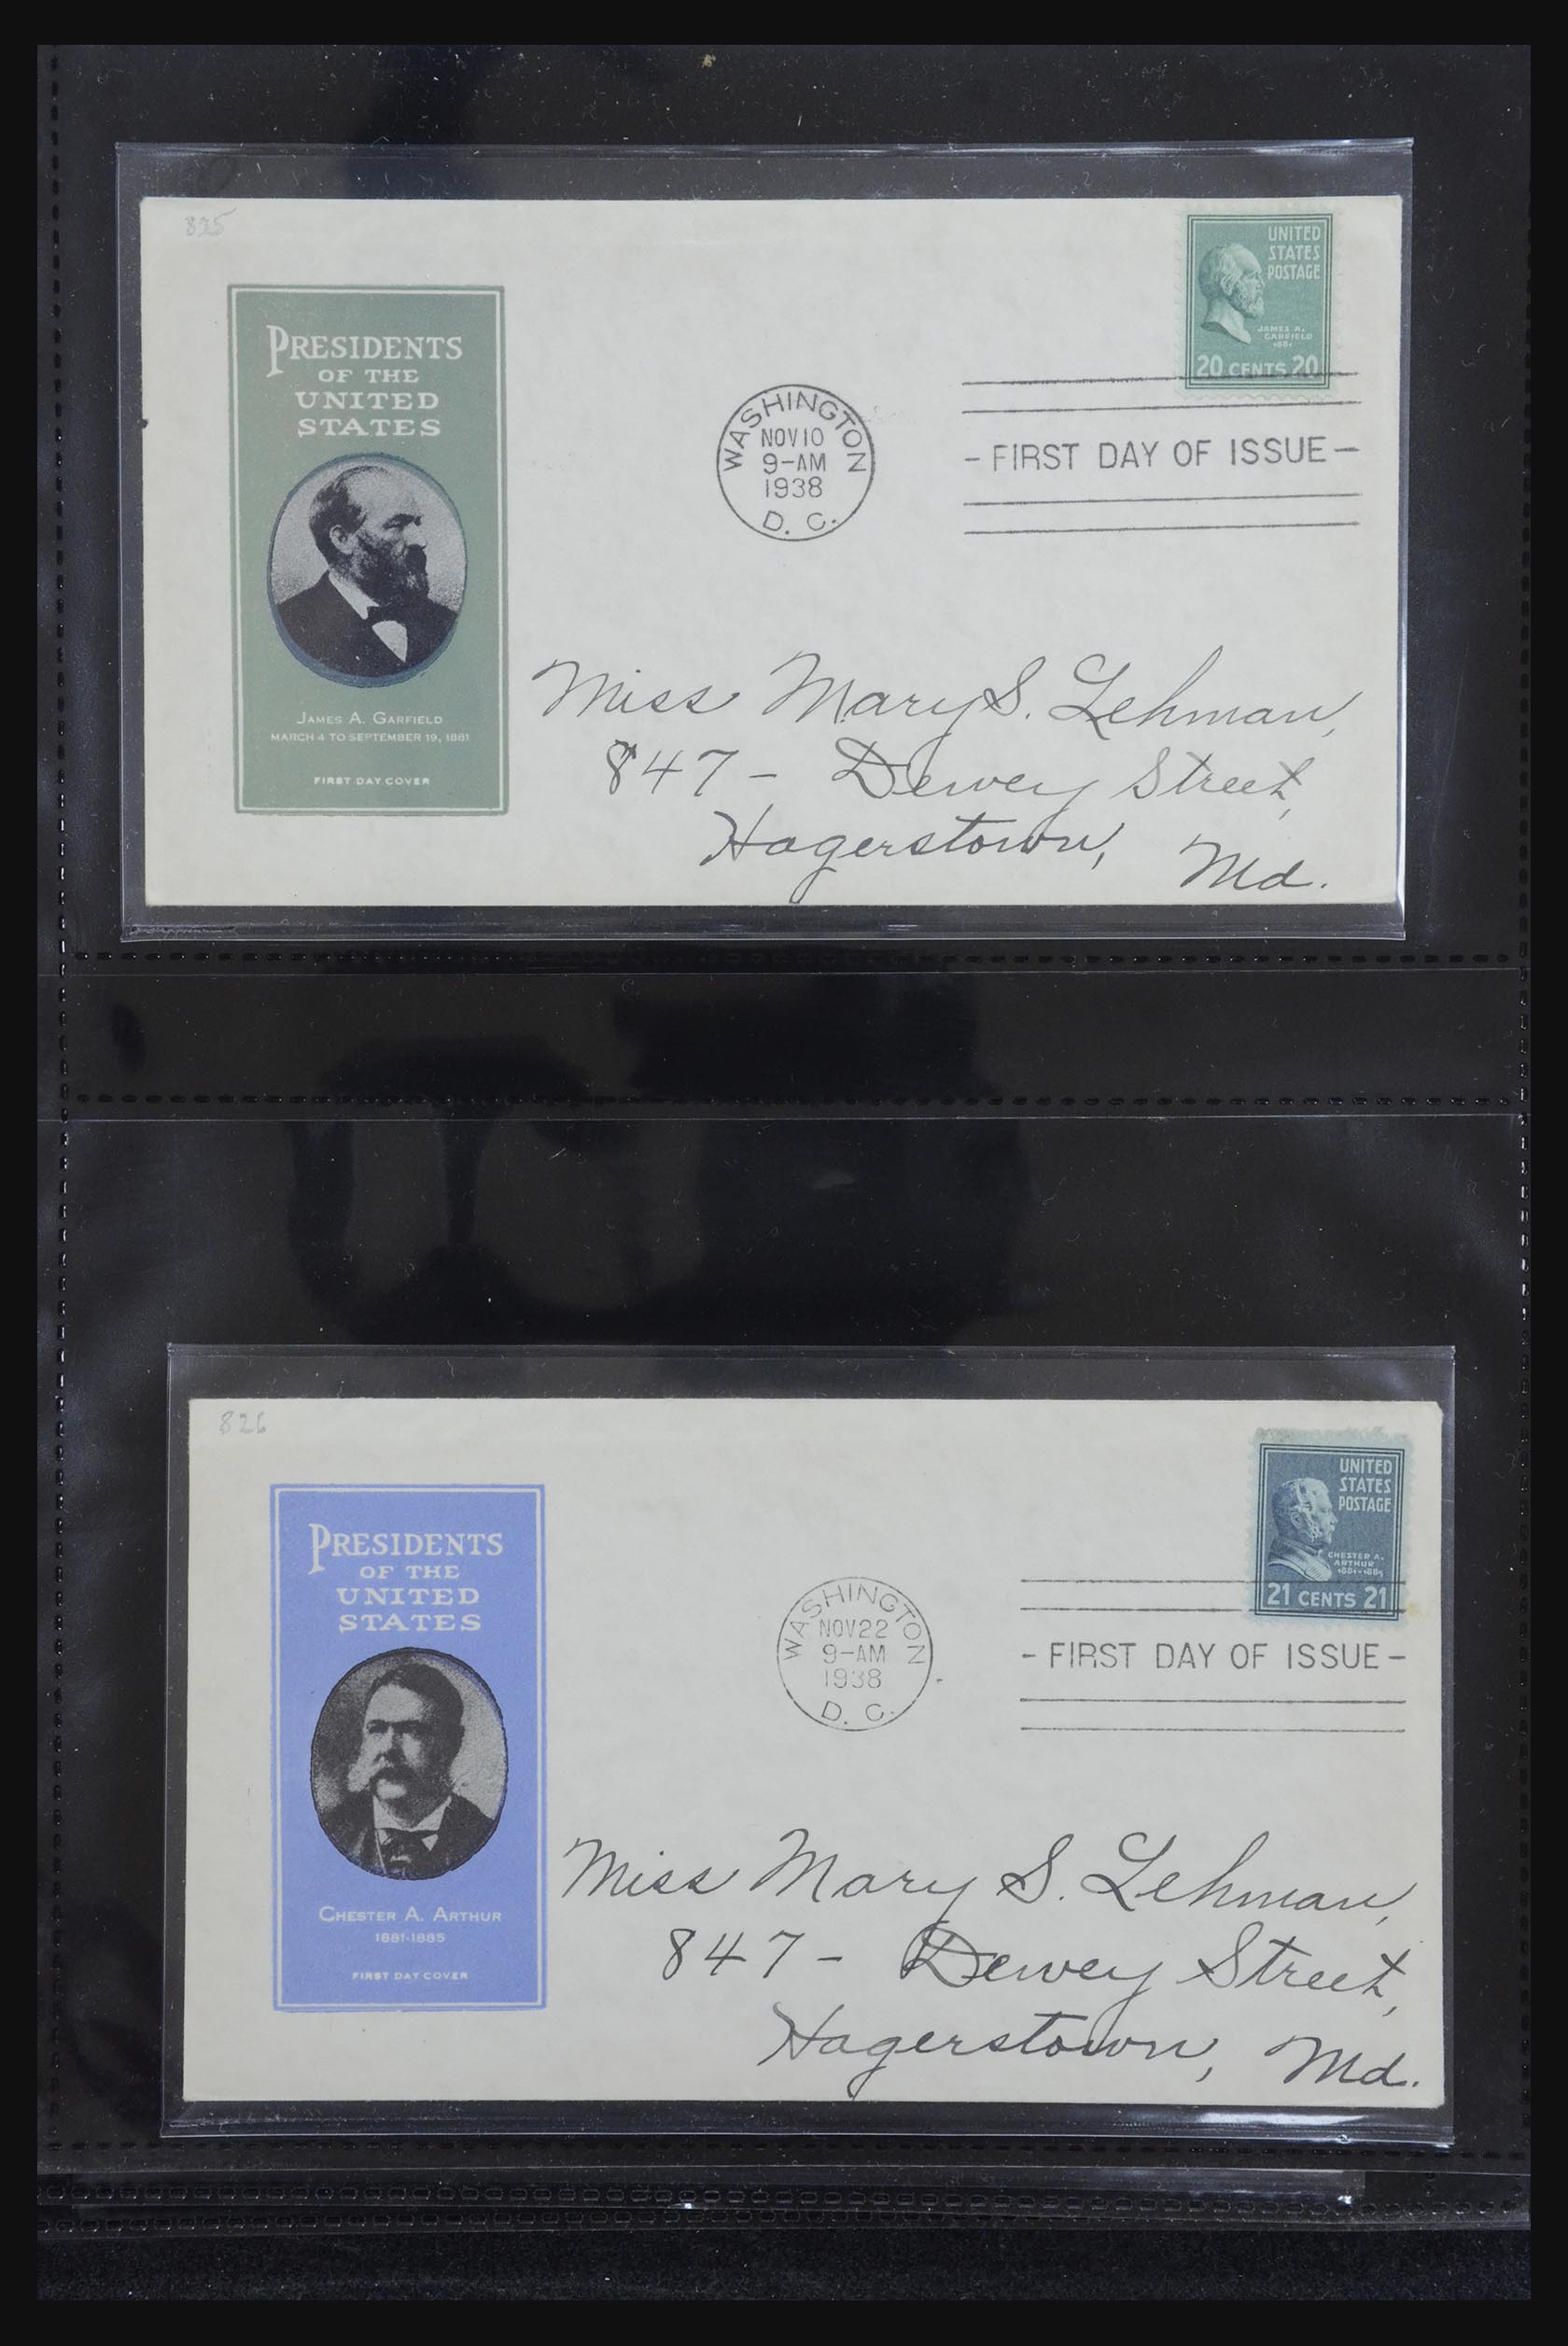 825
PRESIDENTS
OF THE
UNITED
STATES
JAMES A. GARFIELD
MARCH 4 TO SEPTEMBER 19, 1881
FIRST DAY COVER
WASHINGTON
NOV 10
9-AM
1938
D. C.
UNITED
STATES
POSTAGE
JAMES A.
GARFIELD
1881
20 CENTS 20
- FIRST DAY OF ISSUE -
Miss Mary S. Lehman,
847 - Dewey Street,
Hagerstown, Md.
826
PRESIDENTS
OF THE
UNITED
STATES
CHESTER A. ARTHUR
1881-1885
FIRST DAY COVER
WASHINGTON
NOV 22
9-AM
1938
D. C.
UNITED
STATES
POSTAGE
CHESTER A.
ARTHUR
1881-1885
21 CENTS 21
- FIRST DAY OF ISSUE -
Miss Mary S. Lehman,
847 - Dewey Street,
Hagerstown, Md.